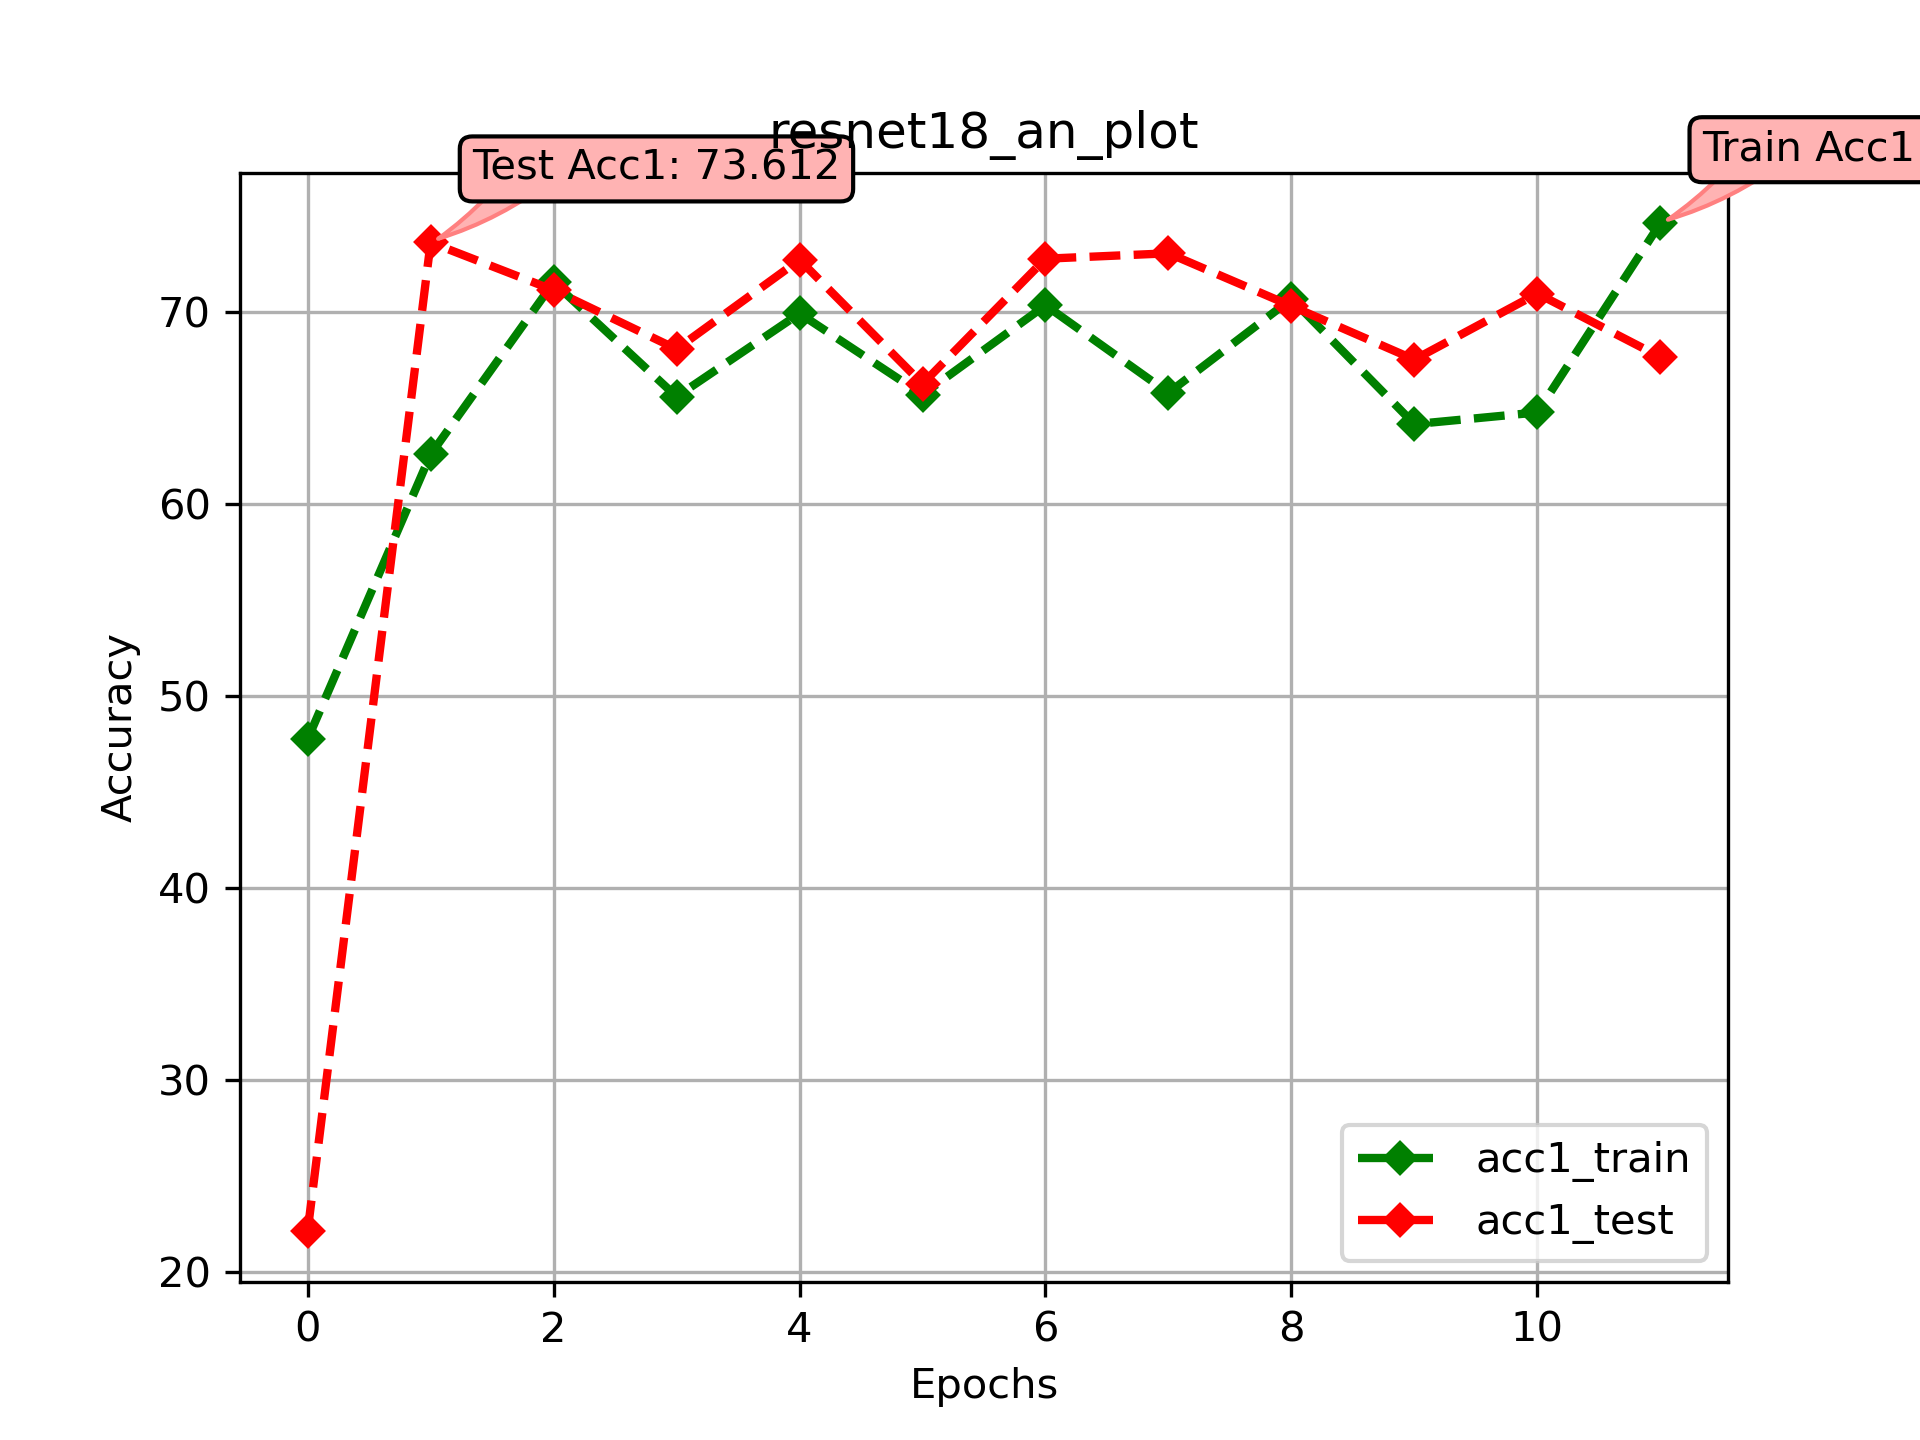 resnet18_an_plot
Test Acc1: 73.612
Train Acc1
70
60
50
40
30
20
Accuracy
0 2 4 6 8 10
Epochs
acc1_train
acc1_test